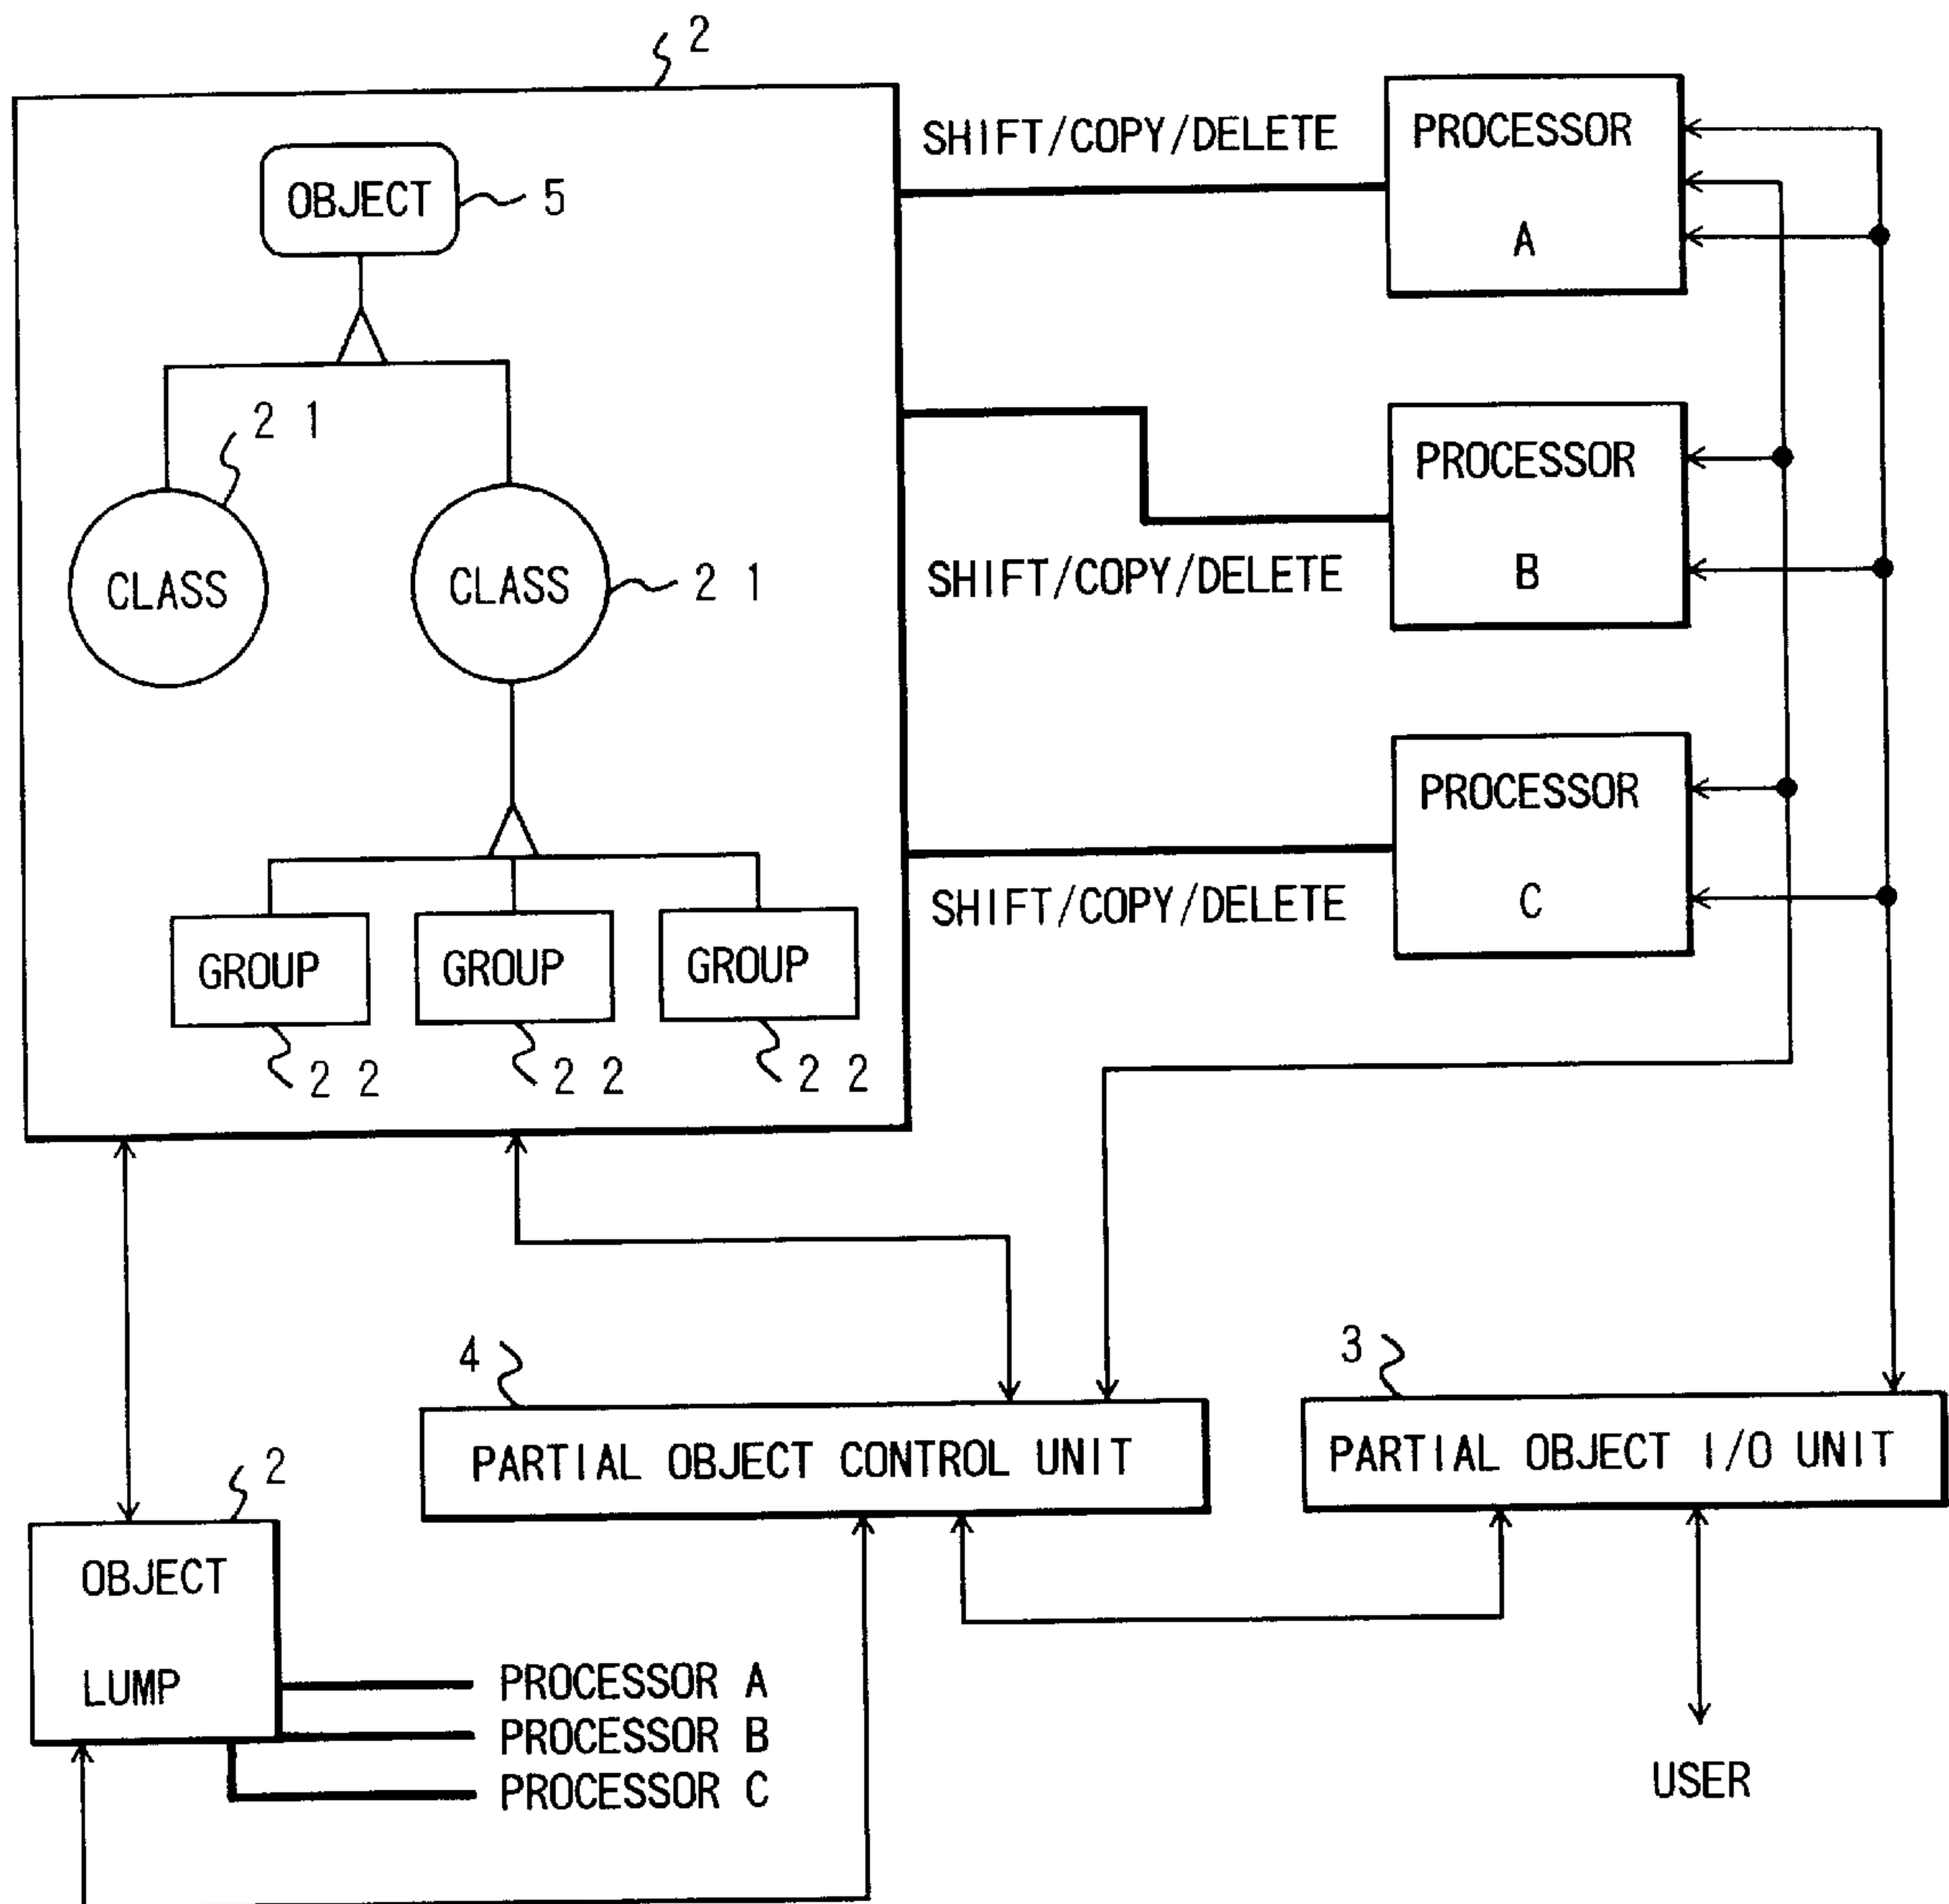 2
OBJECT
5
SHIFT/COPY/DELETE
PROCESSOR
A
2 1
CLASS
CLASS
2 1
SHIFT/COPY/DELETE
PROCESSOR
B
GROUP
GROUP
GROUP
2 2
2 2
2 2
SHIFT/COPY/DELETE
PROCESSOR
C
4
PARTIAL OBJECT CONTROL UNIT
3
PARTIAL OBJECT I/O UNIT
2
OBJECT
LUMP
PROCESSOR A
PROCESSOR B
PROCESSOR C
USER